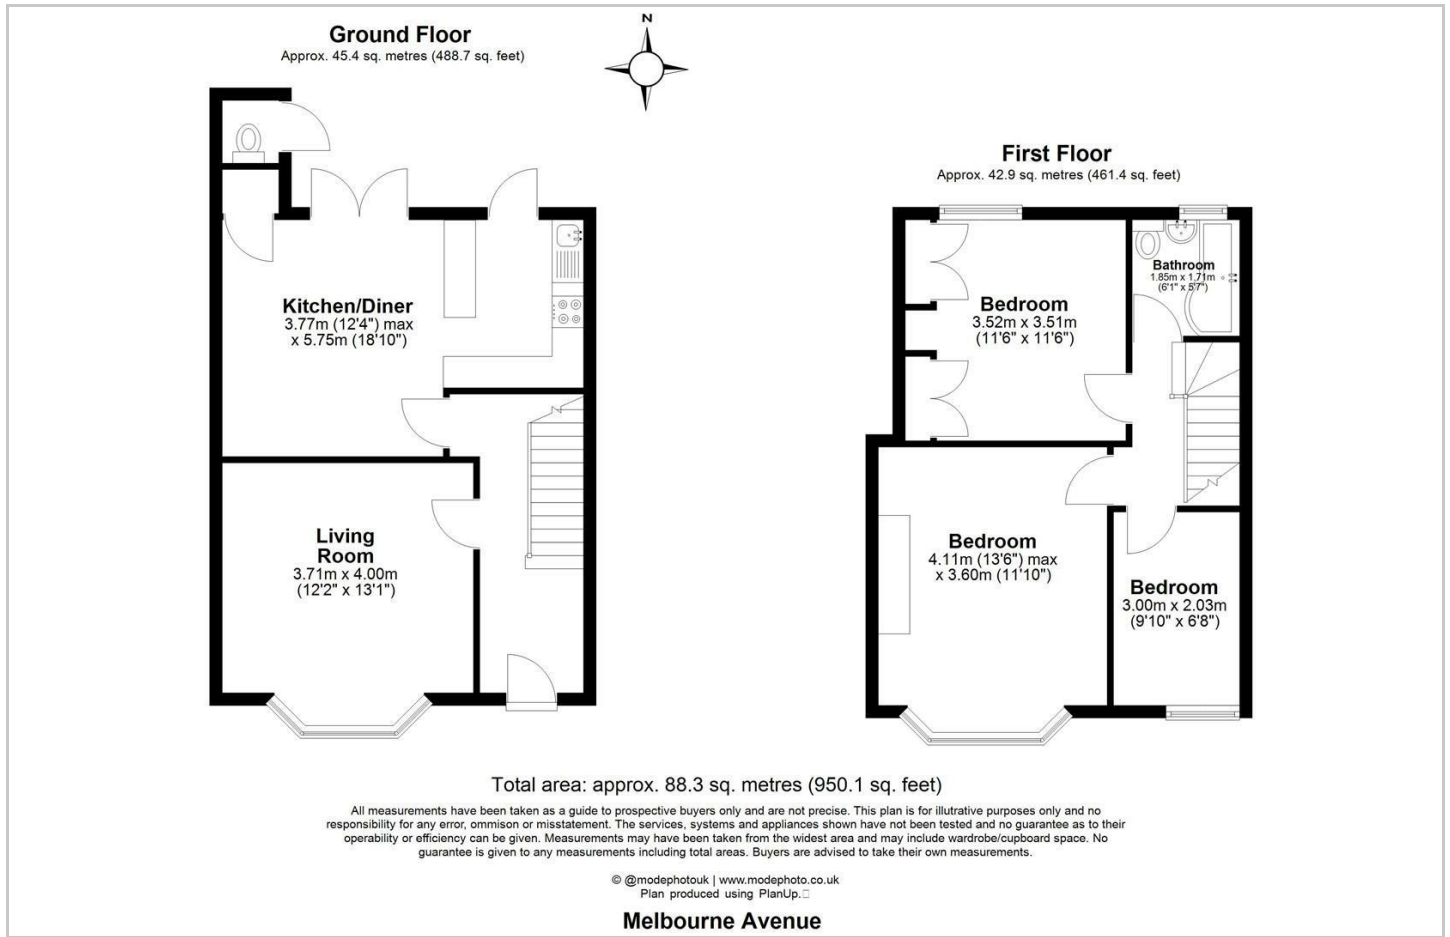 Ground Floor
Approx. 45.4 sq. metres (488.7 sq. feet)
N
First Floor
Approx. 42.9 sq. metres (461.4 sq. feet)
Kitchen/Diner
3.77m (12'4") max
x 5.75m (18'10")
Living
Room
3.71m x 4.00m
(12'2" x 13'1")
Bedroom
3.52m x 3.51m
(11'6" x 11'6")
Bathroom
1.85m x 1.71m
(6'1" x 5'7")
Bedroom
4.11m (13'6") max
x 3.60m (11'10")
Bedroom
3.00m x 2.03m
(9'10" x 6'8")
Total area: approx. 88.3 sq. metres (950.1 sq. feet)
All measurements have been taken as a guide to prospective buyers only and are not precise. This plan is for illutrative purposes only and no
responsibility for any error, ommison or misstatement. The services, systems and appliances shown have not been tested and no guarantee as to their
operability or efficiency can be given. Measurements may have been taken from the widest area and may include wardrobe/cupboard space. No
guarantee is given to any measurements including total areas. Buyers are advised to take their own measurements.
© @modephotouk | www.modephoto.co.uk
Plan produced using PlanUp.
Melbourne Avenue